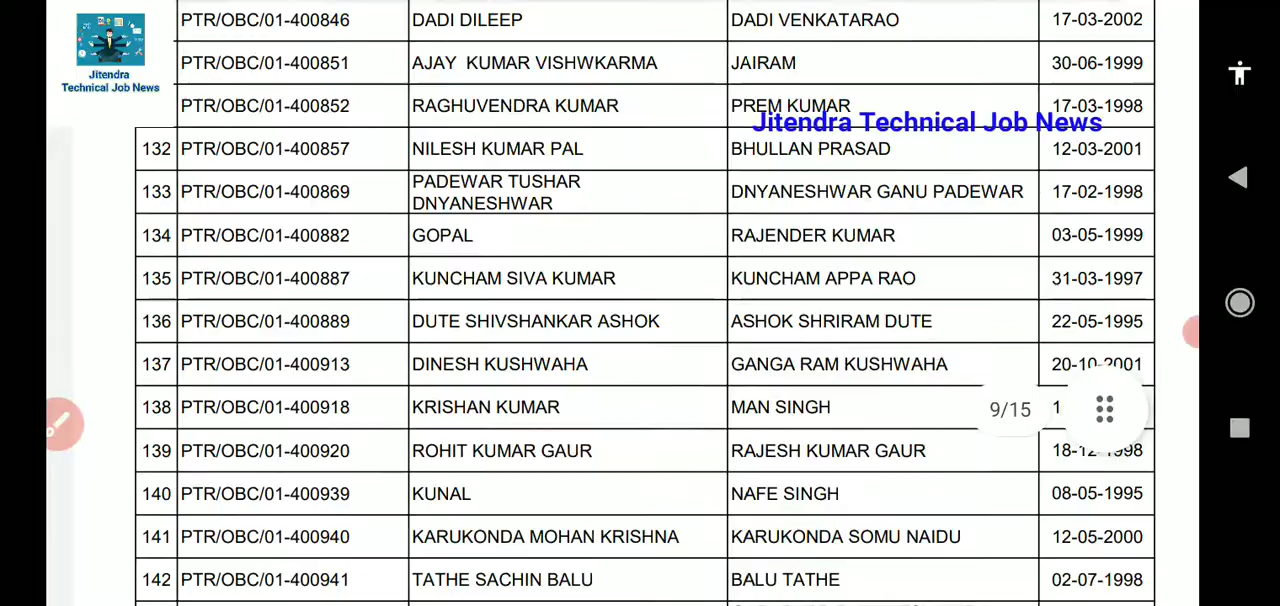 PTR/OBC/01-400846 DADI DILEEP DADI VENKATARAO 17-03-2002
Jitendra
Technical Job News
PTR/OBC/01-400851 AJAY KUMAR VISHWKARMA JAIRAM 30-06-1999
PTR/OBC/01-400852 RAGHUVENDRA KUMAR PREM KUMAR 17-03-1998
Jitendra Technical Job News
132 PTR/OBC/01-400857 NILESH KUMAR PAL BHULLAN PRASAD 12-03-2001
133 PTR/OBC/01-400869 PADEWAR TUSHAR
DNYANESHWAR DNYANESHWAR GANU PADEWAR 17-02-1998
134 PTR/OBC/01-400882 GOPAL RAJENDER KUMAR 03-05-1999
135 PTR/OBC/01-400887 KUNCHAM SIVA KUMAR KUNCHAM APPA RAO 31-03-1997
136 PTR/OBC/01-400889 DUTE SHIVSHANKAR ASHOK ASHOK SHRIRAM DUTE 22-05-1995
137 PTR/OBC/01-400913 DINESH KUSHWAHA GANGA RAM KUSHWAHA 20-10-2001
138 PTR/OBC/01-400918 KRISHAN KUMAR MAN SINGH
9/15
139 PTR/OBC/01-400920 ROHIT KUMAR GAUR RAJESH KUMAR GAUR 18-12-1998
140 PTR/OBC/01-400939 KUNAL NAFE SINGH 08-05-1995
141 PTR/OBC/01-400940 KARUKONDA MOHAN KRISHNA KARUKONDA SOMU NAIDU 12-05-2000
142 PTR/OBC/01-400941 TATHE SACHIN BALU BALU TATHE 02-07-1998